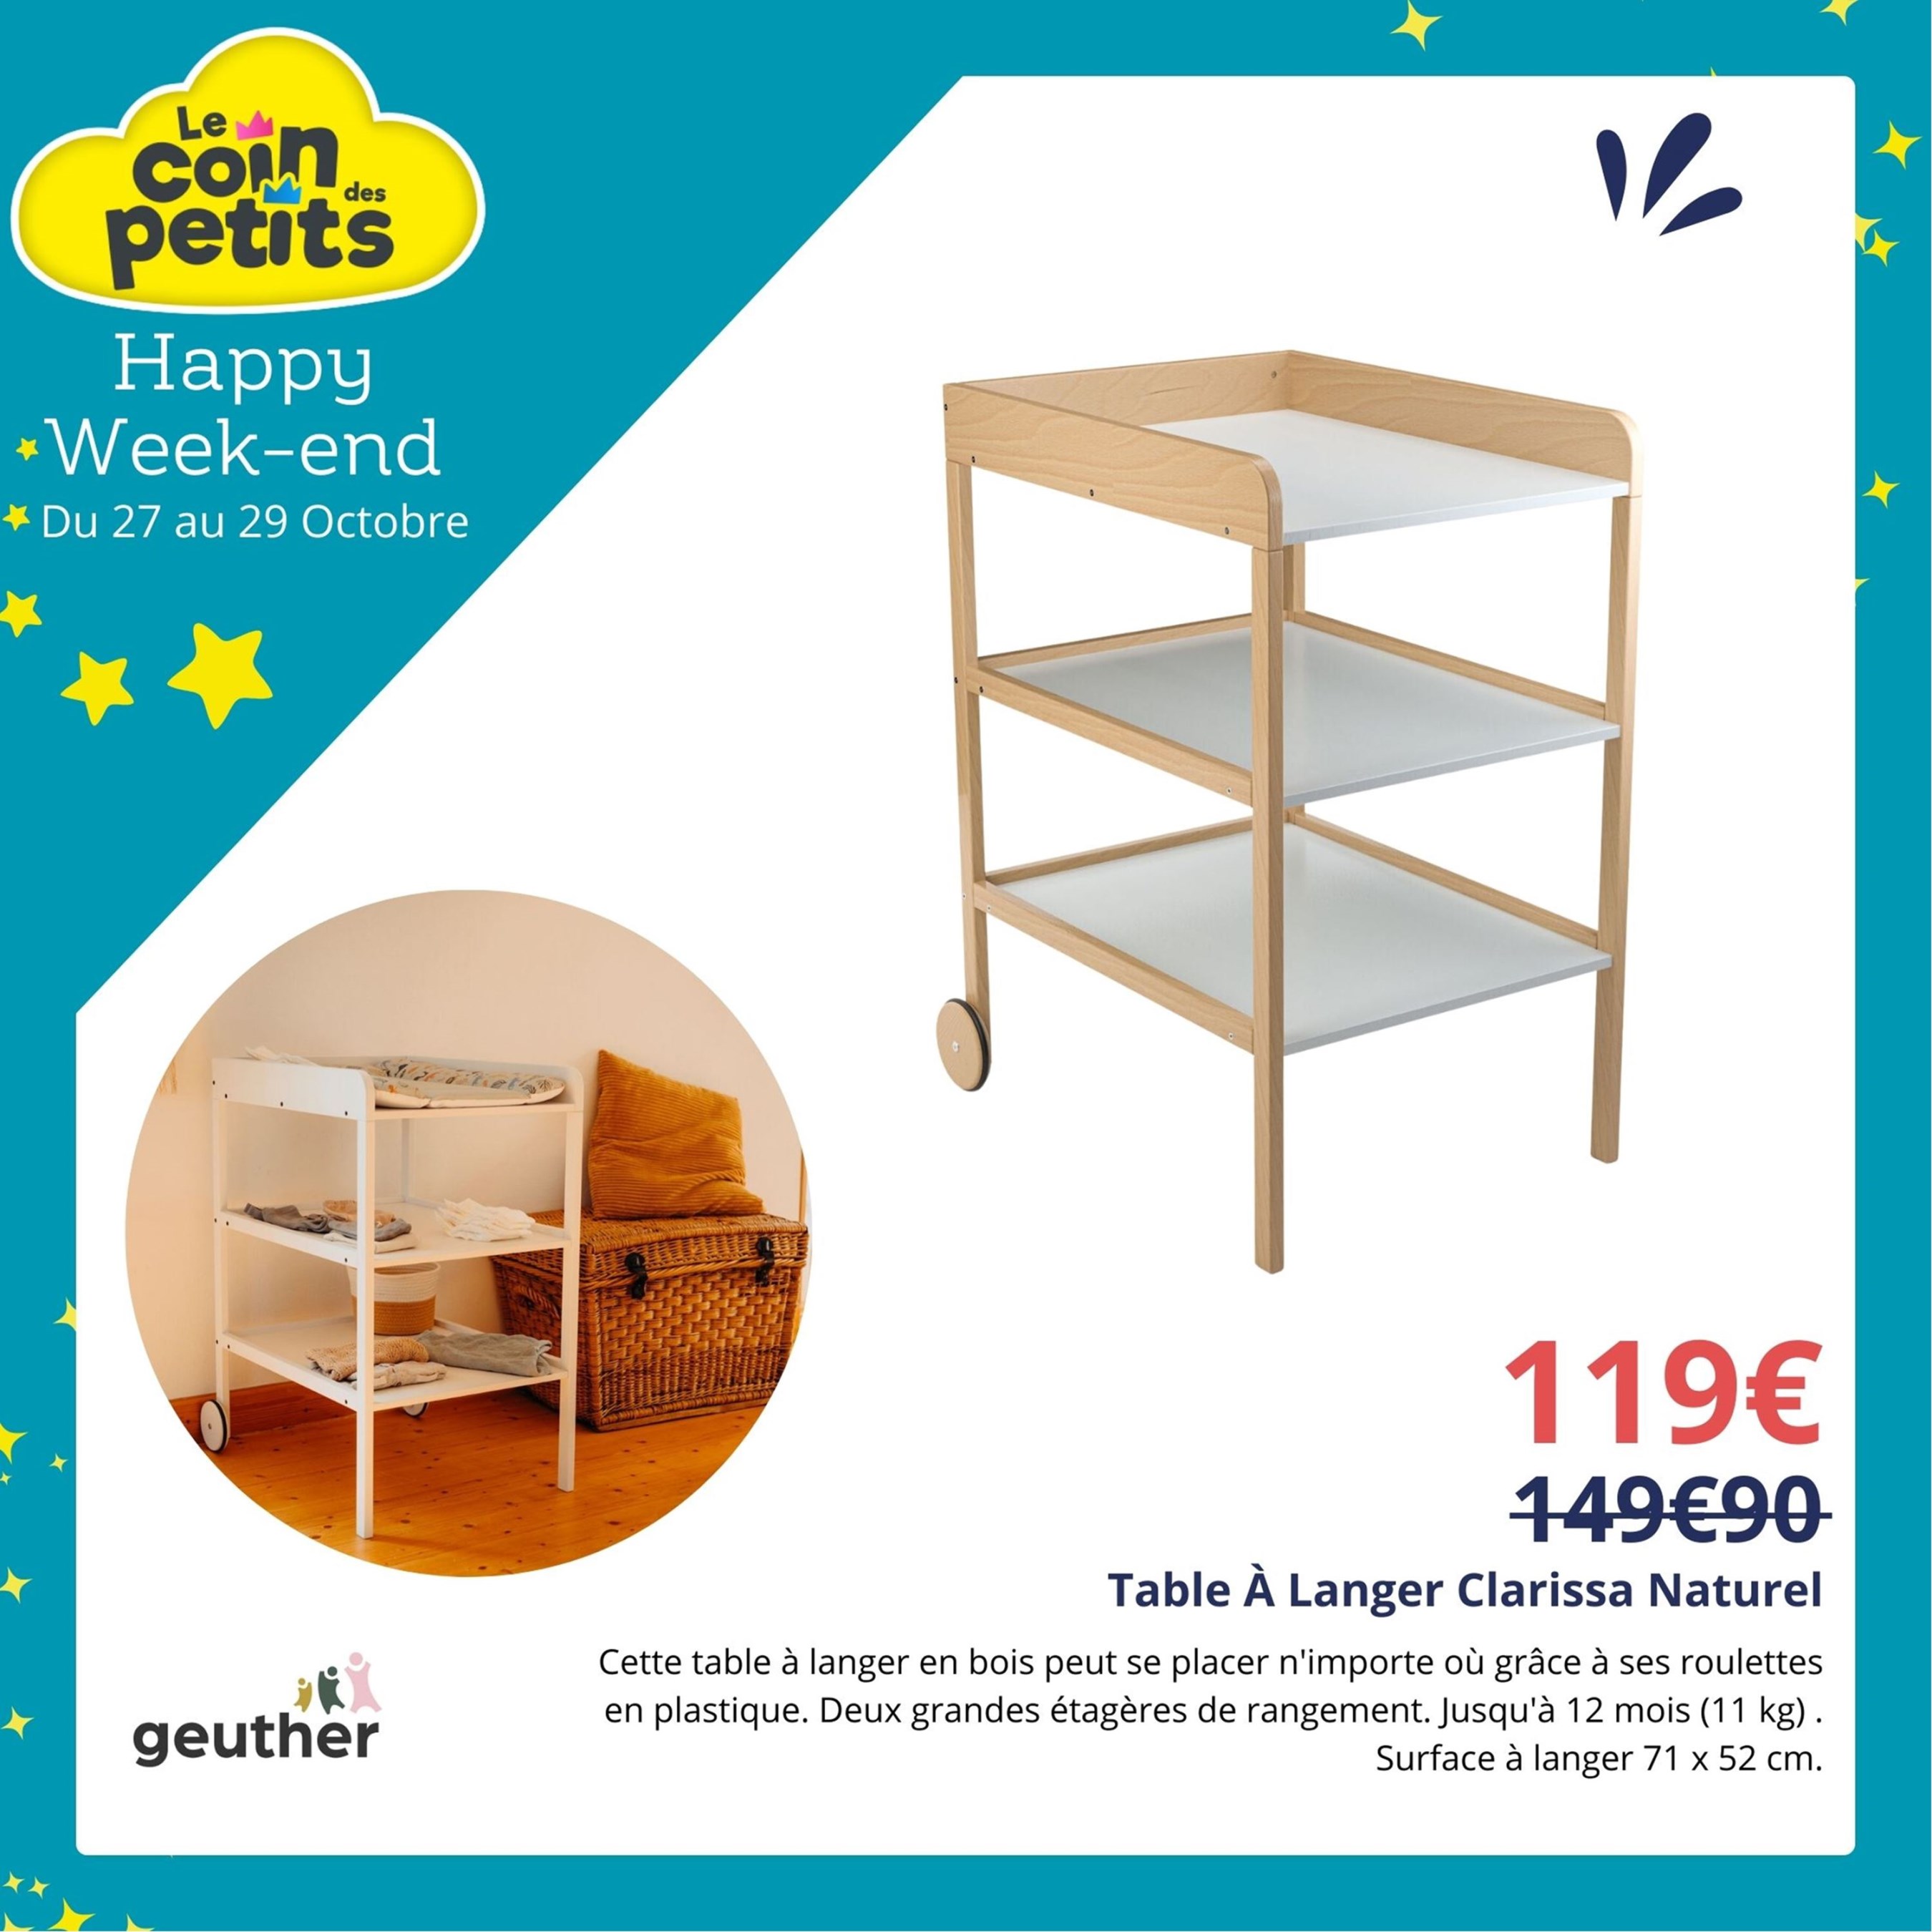 Le
coin
des
petits
Happy
Week-end
Du 27 au 29 Octobre
119€
149€90
Table À Langer Clarissa Naturel
Cette table à langer en bois peut se placer n'importe où grâce à ses roulettes
en plastique. Deux grandes étagères de rangement. Jusqu'à 12 mois (11 kg) .
Surface à langer 71 x 52 cm.
geuther